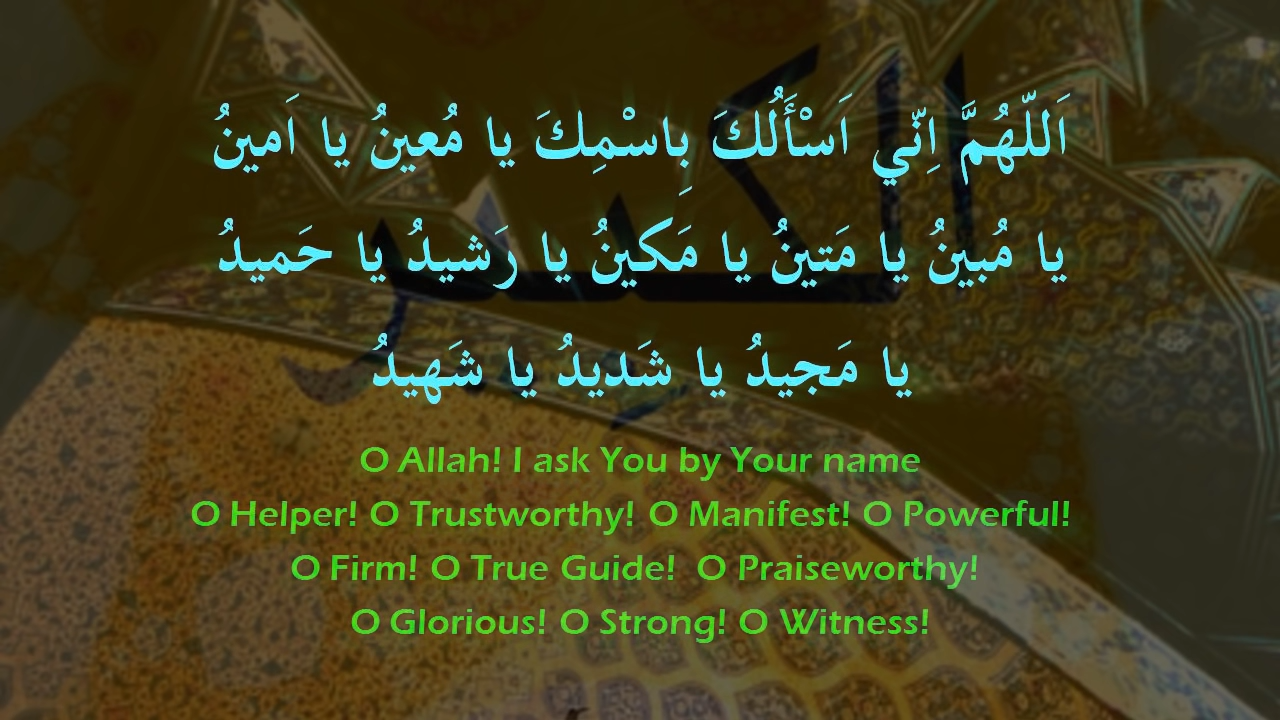 اَللّهُمَّ اِنّي اَسْأَلُكَ بِاسْمِكَ يا مُعينُ يا اَمينُ
يا مُبينُ يا مَتينُ يا مَكينُ يا رَشيدُ يا حَميدُ
يا مَجيدُ يا شَديدُ يا شَهيدُ
O Allah! I ask You by Your name
O Helper! O Trustworthy! O Manifest! O Powerful!
O Firm! O True Guide! O Praiseworthy!
O Glorious! O Strong! O Witness!